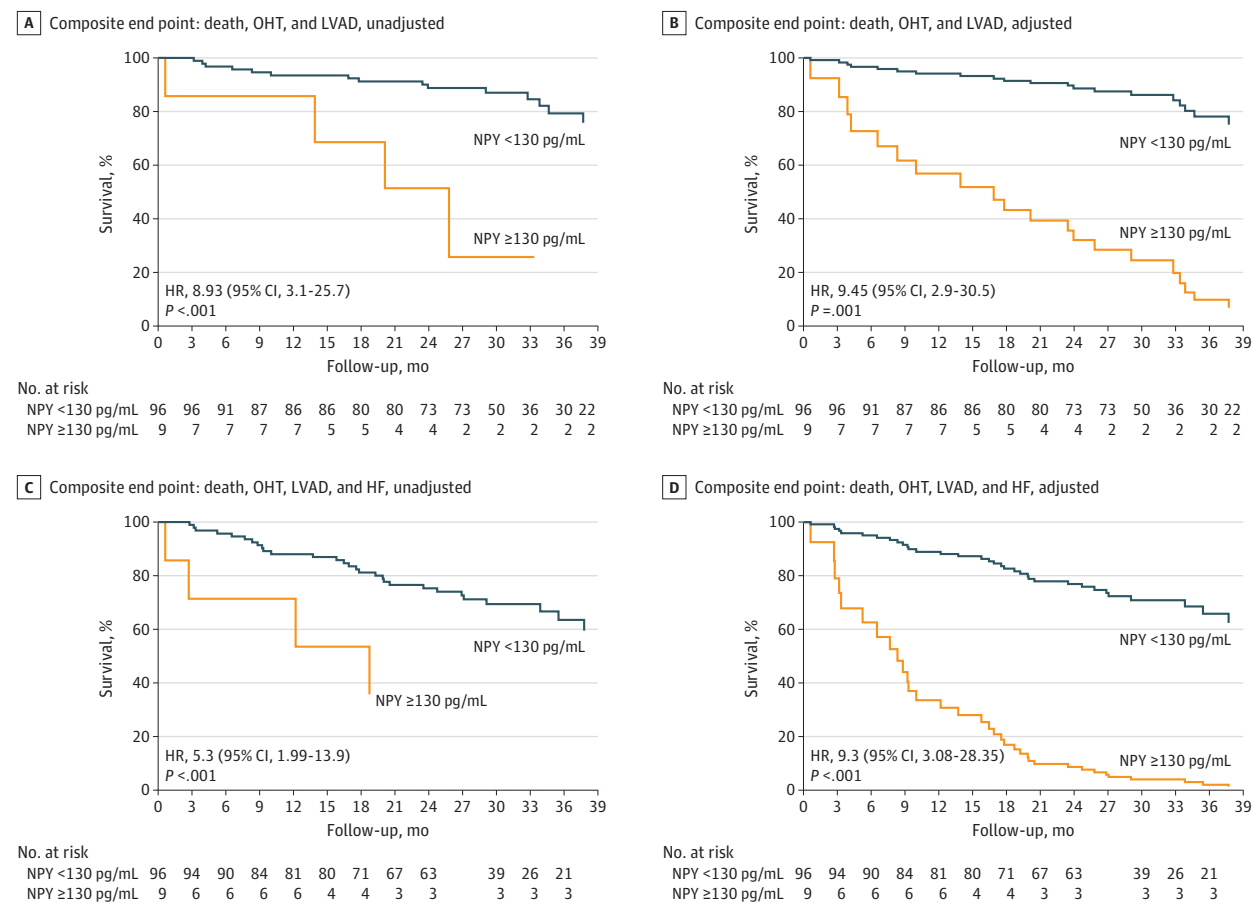 A Composite end point: death, OHT, and LVAD, unadjusted
100
80
60
40
20
0
Survival, %
NPY <130 pg/mL
NPY ≥130 pg/mL
HR, 8.93 (95% CI, 3.1-25.7)
P <.001
0 3 6 9 12 15 18 21 24 27 30 33 36 39
Follow-up, mo
No. at risk
NPY <130 pg/mL 96 96 91 87 86 86 80 80 73 73 50 36 30 22
NPY ≥130 pg/mL 9 7 7 7 7 5 5 4 4 2 2 2 2 2
B Composite end point: death, OHT, and LVAD, adjusted
100
80
60
40
20
0
Survival, %
NPY <130 pg/mL
NPY ≥130 pg/mL
HR, 9.45 (95% CI, 2.9-30.5)
P =.001
0 3 6 9 12 15 18 21 24 27 30 33 36 39
Follow-up, mo
No. at risk
NPY <130 pg/mL 96 96 91 87 86 86 80 80 73 73 50 36 30 22
NPY ≥130 pg/mL 9 7 7 7 7 5 5 4 4 2 2 2 2 2
C Composite end point: death, OHT, LVAD, and HF, unadjusted
100
80
60
40
20
0
Survival, %
NPY <130 pg/mL
NPY ≥130 pg/mL
HR, 5.3 (95% CI, 1.99-13.9)
P <.001
0 3 6 9 12 15 18 21 24 27 30 33 36 39
Follow-up, mo
No. at risk
NPY <130 pg/mL 96 94 90 84 81 80 71 67 63 39 26 21
NPY ≥130 pg/mL 9 6 6 6 6 4 4 3 3 3 3 3
D Composite end point: death, OHT, LVAD, and HF, adjusted
100
80
60
40
20
0
Survival, %
NPY <130 pg/mL
NPY ≥130 pg/mL
HR, 9.3 (95% CI, 3.08-28.35)
P <.001
0 3 6 9 12 15 18 21 24 27 30 33 36 39
Follow-up, mo
No. at risk
NPY <130 pg/mL 96 94 90 84 81 80 71 67 63 39 26 21
NPY ≥130 pg/mL 9 6 6 6 6 4 4 3 3 3 3 3